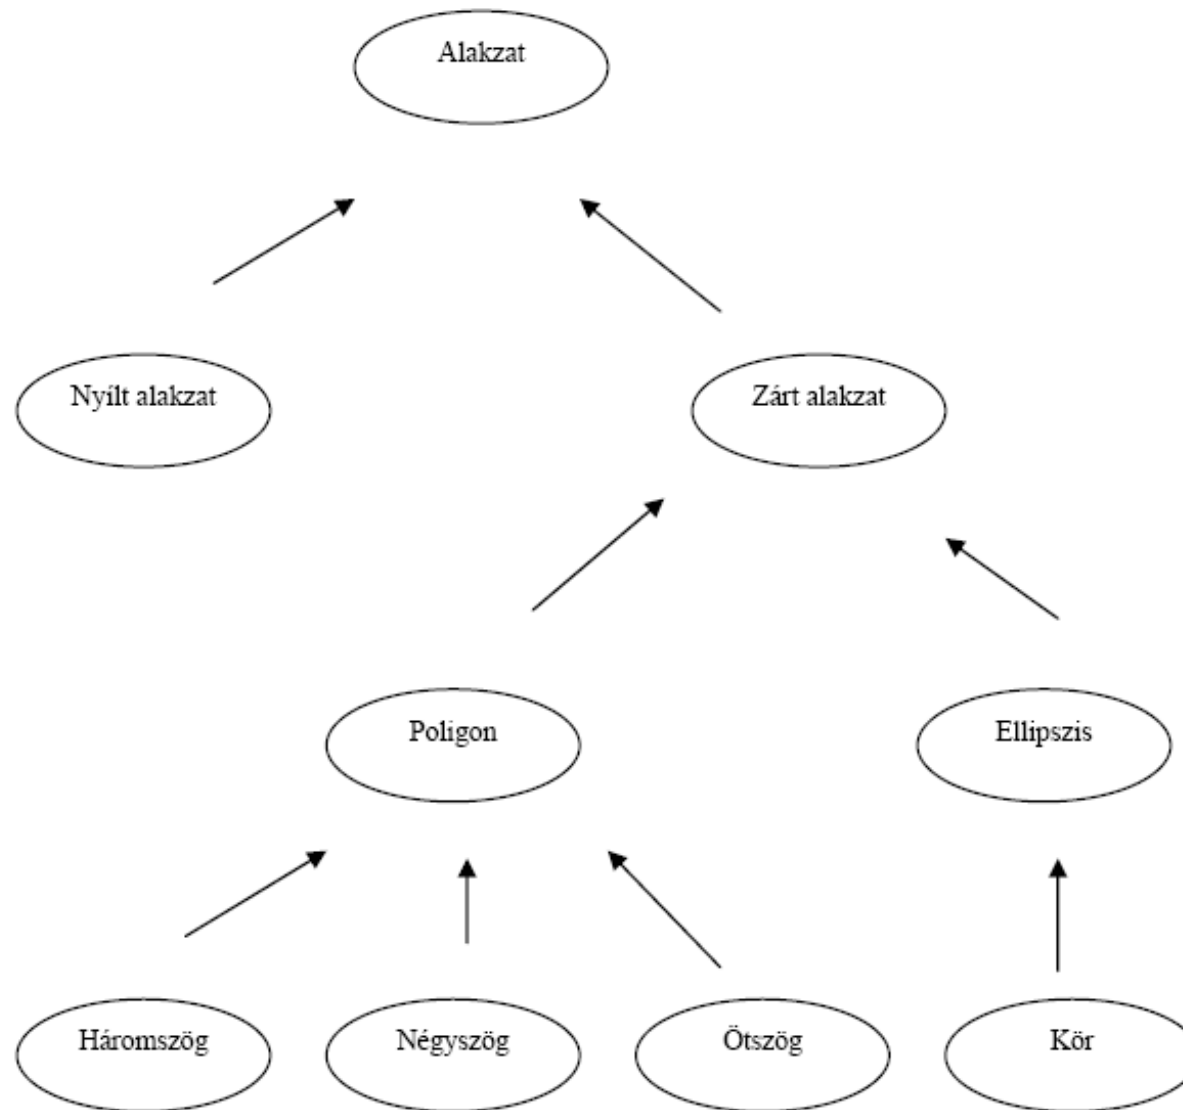 Alakzat
Nyílt alakzat
Zárt alakzat
Poligon
Ellipszis
Háromszög
Négyszög
Ötszög
Kör